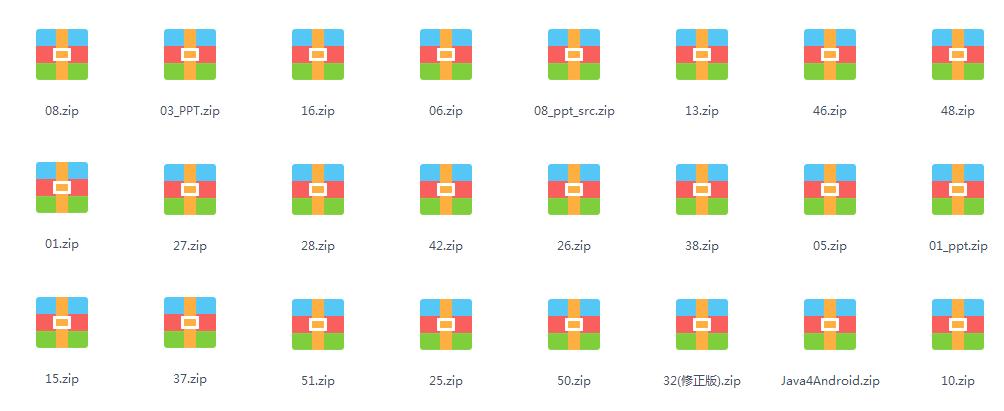 08.zip 03_PPT.zip 16.zip 06.zip 08_ppt_src.zip 13.zip 46.zip 48.zip
01.zip 27.zip 28.zip 42.zip 26.zip 38.zip 05.zip 01_ppt.zip
15.zip 37.zip 51.zip 25.zip 50.zip 32(修正版).zip Java4Android.zip 10.zip